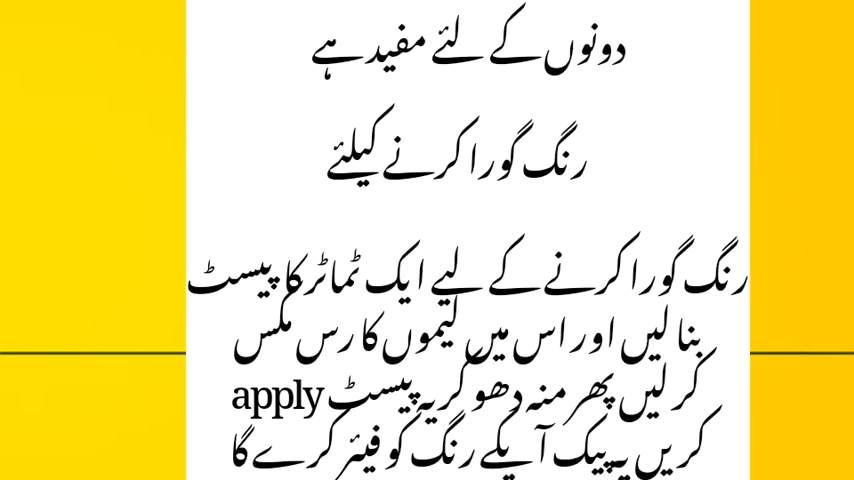 دونوں کے لئے مفید ہے
رنگ گورا کرنے کیلئے
رنگ گورا کرنے کے لیے ایک ٹماٹر کا پیسٹ
بنا لیں اور اس میں لیموں کا رس مکس
کر لیں پھر منہ دھو کر یہ پیسٹ apply
کریں یہ پیک آپکے رنگ کو فیئر کرے گا